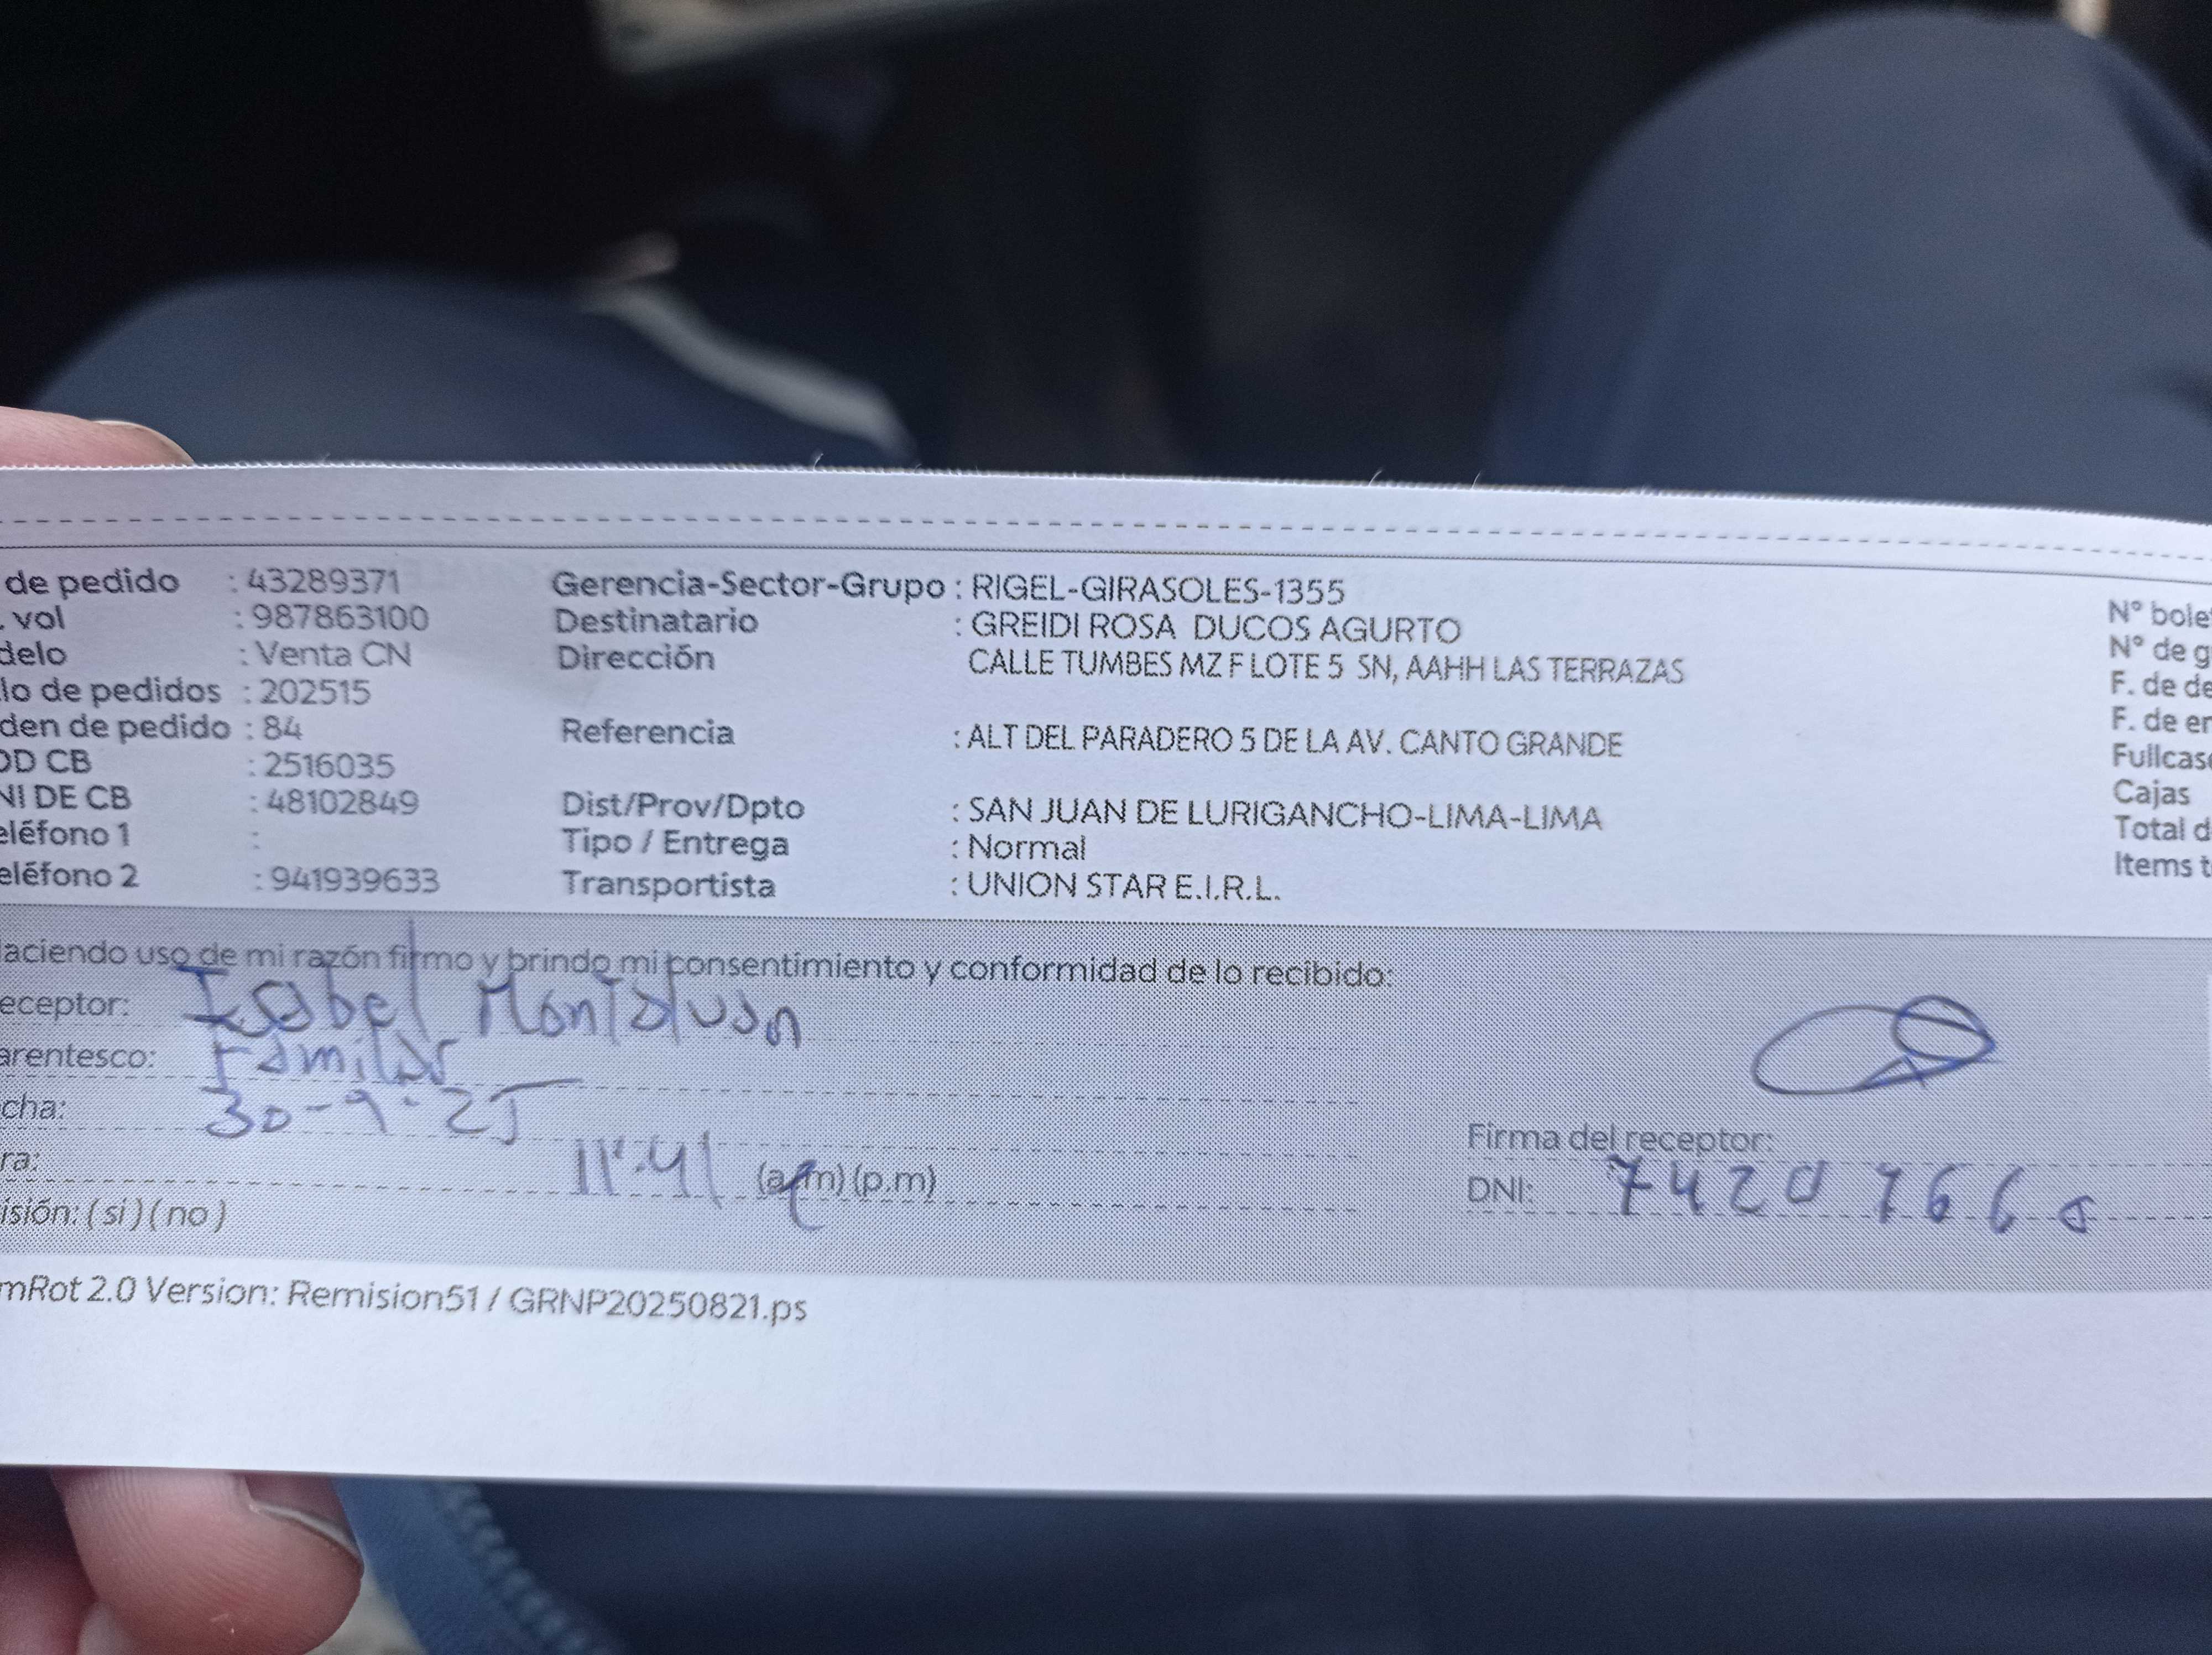 de pedido : 43289371 Gerencia-Sector-Grupo : RIGEL-GIRASOLES-1355
. vol : 987863100 Destinatario : GREIDI ROSA DUCOS AGURTO N° bole
delo : Venta CN Dirección CALLE TUMBES MZ F LOTE 5 SN, AAHH LAS TERRAZAS N° de g
lo de pedidos : 202515 F. de de
den de pedido : 84 Referencia : ALT DEL PARADERO 5 DE LA AV. CANTO GRANDE F. de en
OD CB : 2516035 Fullcase
NI DE CB : 48102849 Dist/Prov/Dpto : SAN JUAN DE LURIGANCHO-LIMA-LIMA Cajas
eléfono 1 : Tipo / Entrega : Normal Total d
eléfono 2 : 941939633 Transportista : UNION STAR E.I.R.L. Items t
aciendo uso de mi razón firmo y brindo mi consentimiento y conformidad de lo recibido:
eceptor: Isabel
arentesco: Familiar
cha: 30-9-25
Firma del receptor:
ra: 11:41 (a.m) (p.m)
DNI:
isión: ( si ) ( no )
mRot 2.0 Version: Remision51 / GRNP20250821.ps